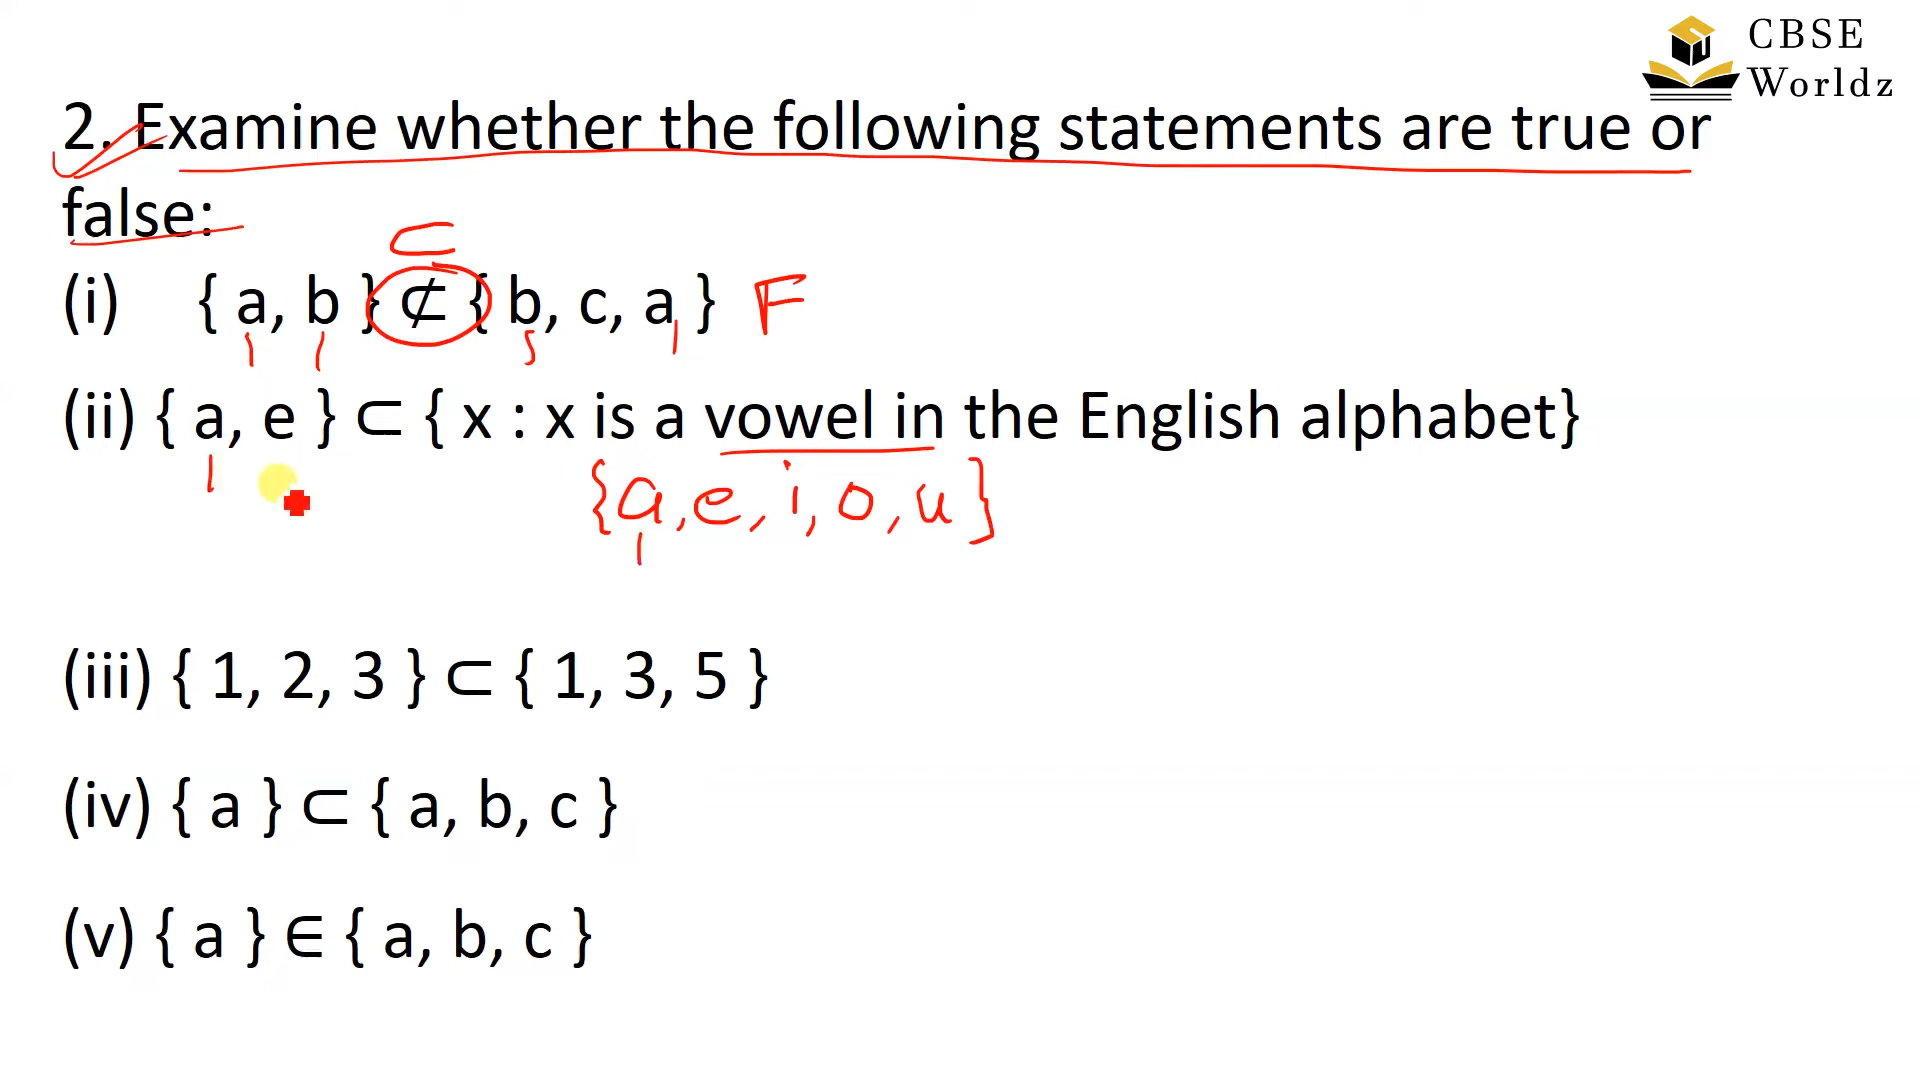 CBSE
Worldz
2. Examine whether the following statements are true or
false:
⊂
(i) { a, b } ⊄ { b, c, a } F
(ii) { a, e } ⊂ { x : x is a vowel in the English alphabet}
{a, e, i, o, u}
(iii) { 1, 2, 3 } ⊂ { 1, 3, 5 }
(iv) { a } ⊂ { a, b, c }
(v) { a } ∈ { a, b, c }